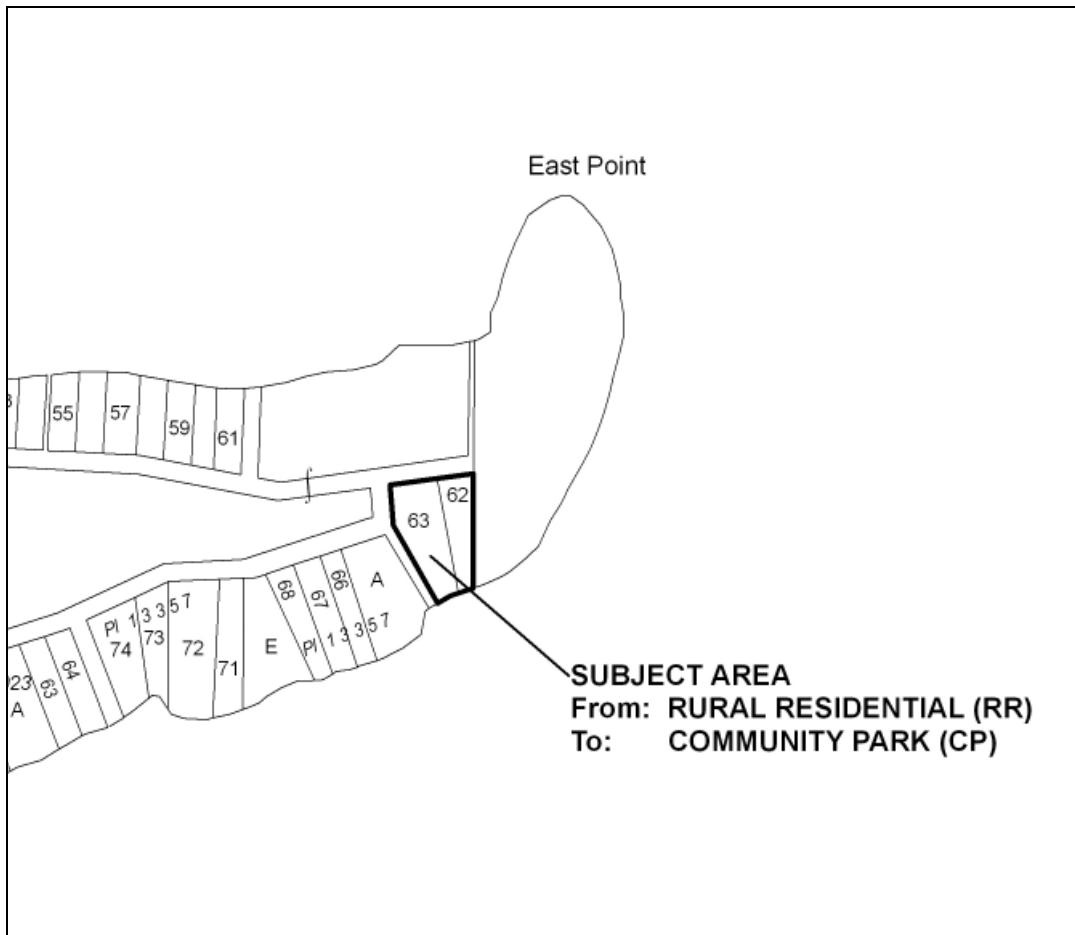 East Point
55
57
59
61
62
63
68
67
66
A
Pl 1 3 3 5 7
Pl 1 3 3 5 7
74
73
72
71
E
64
63
A
SUBJECT AREA
From: RURAL RESIDENTIAL (RR)
To: COMMUNITY PARK (CP)